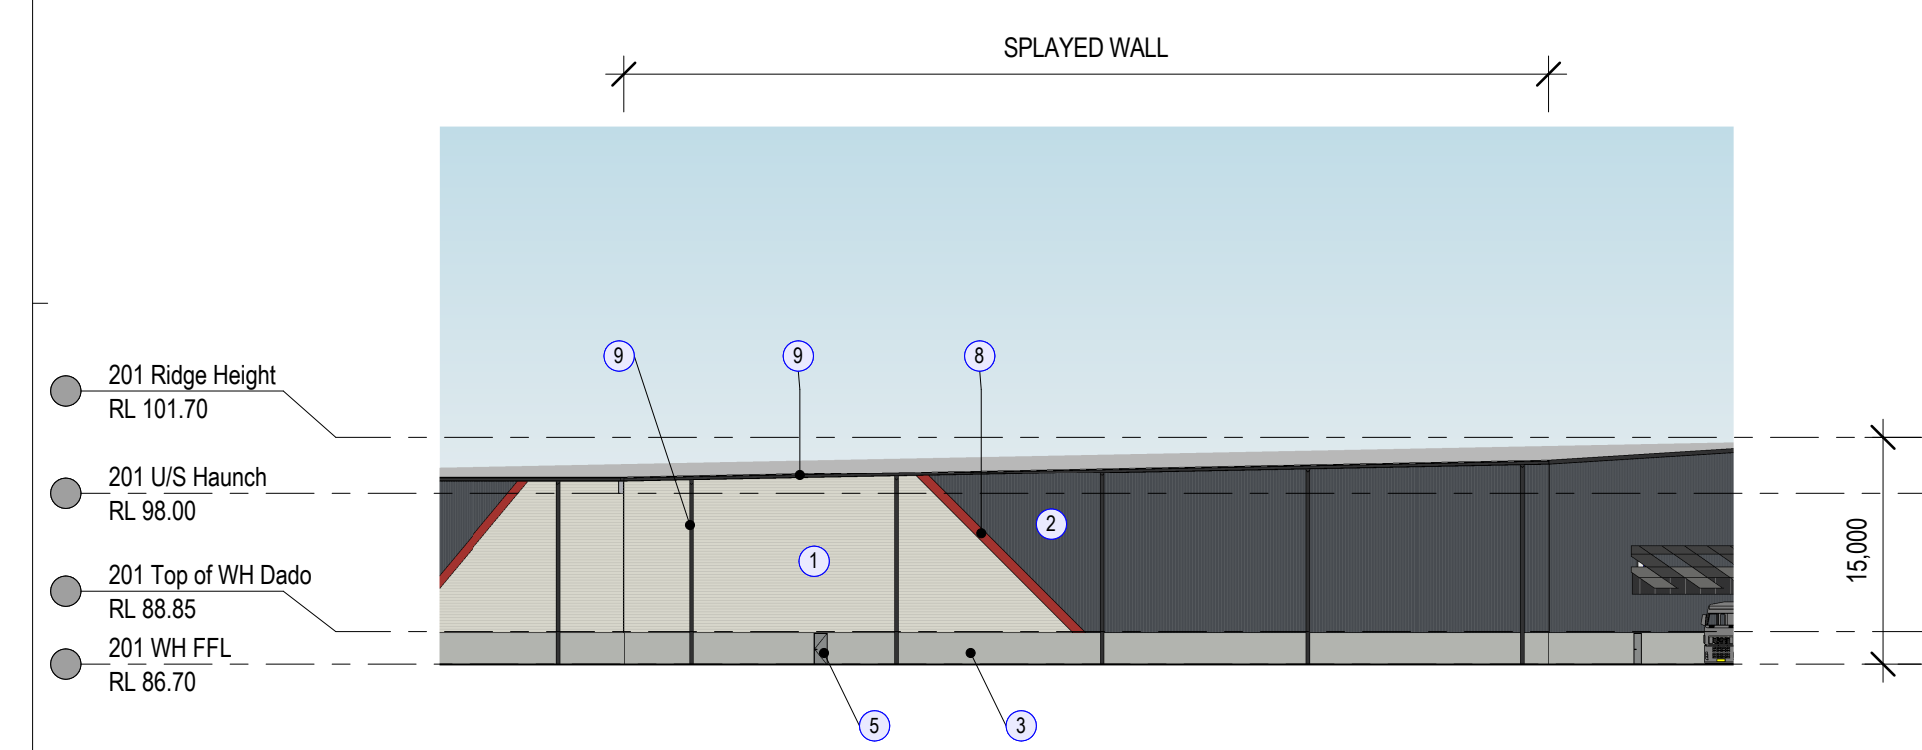 SPLAYED WALL
9
9
8
201 Ridge Height
RL 101.70
201 U/S Haunch
RL 98.00
2
1
15,000
201 Top of WH Dado
RL 88.85
201 WH FFL
RL 86.70
5
3